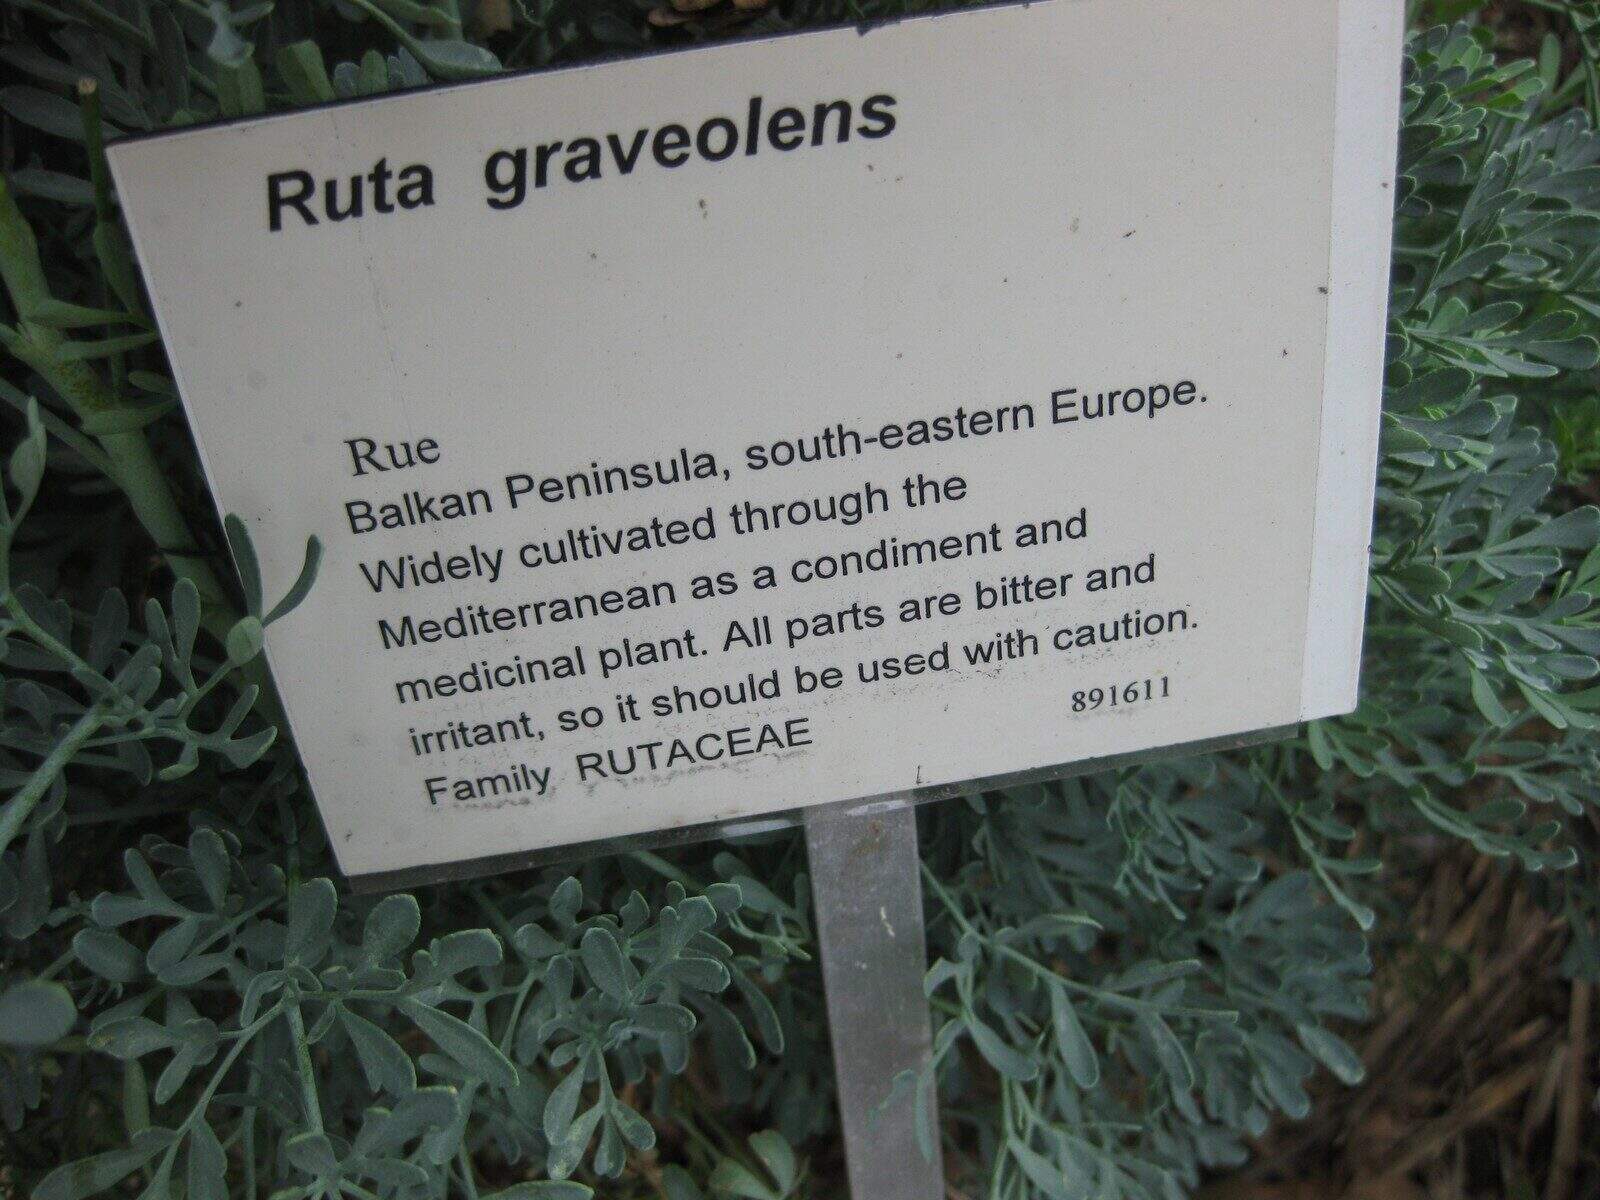 Ruta graveolens
Rue
Balkan Peninsula, south-eastern Europe.
Widely cultivated through the
Mediterranean as a condiment and
medicinal plant. All parts are bitter and
irritant, so it should be used with caution.
Family RUTACEAE 891611